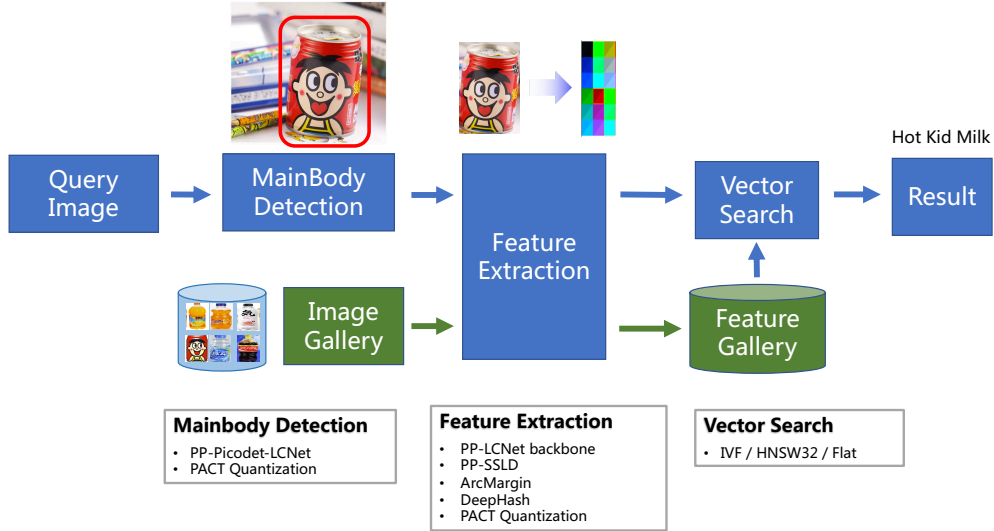 Hot Kid Milk
Query
Image
MainBody
Detection
Feature
Extraction
Vector
Search
Result
Image
Gallery
Feature
Gallery
Mainbody Detection
• PP-Picodet-LCNet
• PACT Quantization
Feature Extraction
• PP-LCNet backbone
• PP-SSLD
• ArcMargin
• DeepHash
• PACT Quantization
Vector Search
• IVF / HNSW32 / Flat